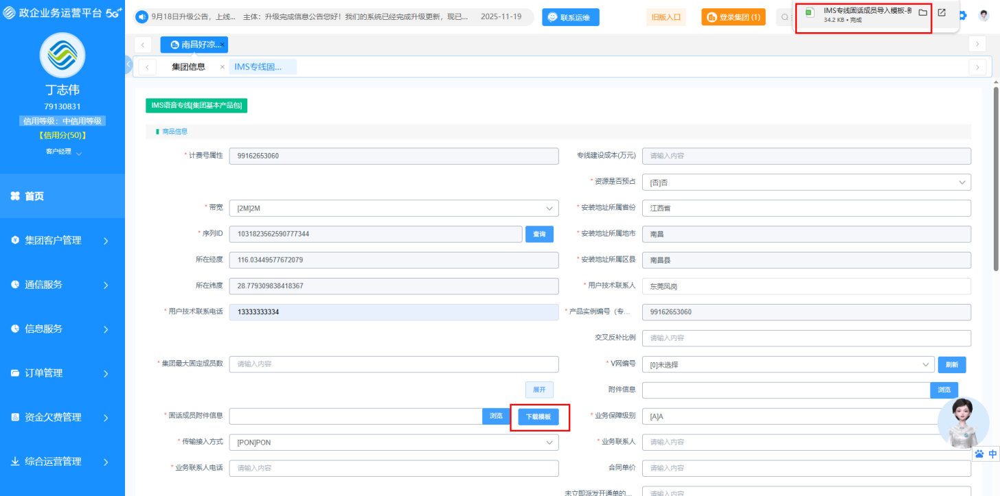 政企业务运营平台 5G+
9月18日升级公告，上线... 主体：升级完成信息公告您好！我们的系统已经完成升级更新，现已... 2025-11-19
联系运维
旧版入口
登录集团 (1)
IMS专线固话成员导入模板-新
34.2 KB • 完成
丁志伟
79130831
信用等级：中信用等级
【信用分(50)】
客户经理
首页
集团客户管理
通信服务
信息服务
订单管理
资金欠费管理
综合运营管理
南昌好凉...×
集团信息 × IMS专线固...
IMS语音专线[集团基本产品包]
商品信息
* 计费号属性 99162653060
专线建设成本(万元) 请输入内容
* 资源是否预占 [否]否
* 带宽 [2M]2M
* 安装地址所属省份 江西省
* 序列ID 1031823562590777344 查询
* 安装地址所属地市 南昌
所在经度 116.03449577672079
* 安装地址所属区县 南昌县
所在纬度 28.779309838418367
* 用户技术联系人 东莞凤岗
* 用户技术联系电话 13333333334
* 产品实例编号（专... 99162653060
交叉反补比例 请输入内容
* 集团最大固定成员数 请输入内容
* V网编号 [0]未选择 刷新
展开
附件信息 浏览
* 固话成员附件信息 浏览 下载模板
* 业务保障级别 [A]A
* 传输接入方式 [PON]PON
* 业务联系人 请输入内容
* 业务联系人电话 请输入内容
合同单价 请输入内容
未立即派发开通单的... 请输入内容
中